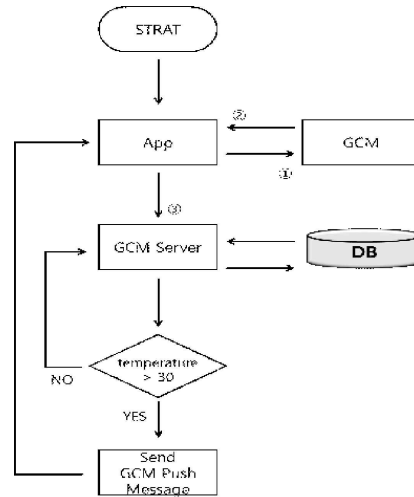 STRAT
②
App
GCM
①
③
GCM Server
DB
temperature
> 30
NO
YES
Send
GCM Push
Message